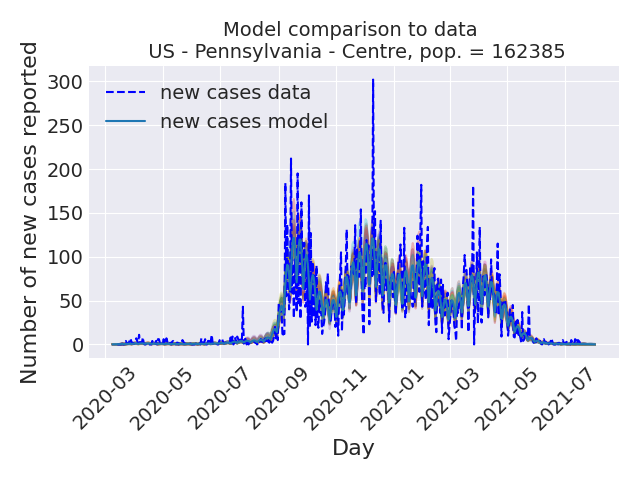 Model comparison to data
US - Pennsylvania - Centre, pop. = 162385
Number of new cases reported
300
250
200
150
100
50
0
new cases data
new cases model
2020-03
2020-05
2020-07
2020-09
2020-11
2021-01
2021-03
2021-05
2021-07
Day